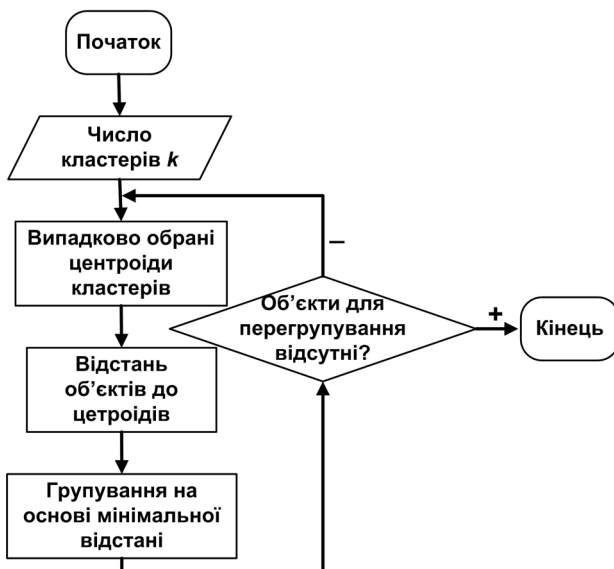 Початок
Число
кластерів k
Випадково обрані
центроіди
кластерів
–
Об’єкти для
перегрупування
відсутні?
+
Кінець
Відстань
об’єктів до
цетроідів
Групування на
основі мінімальної
відстані